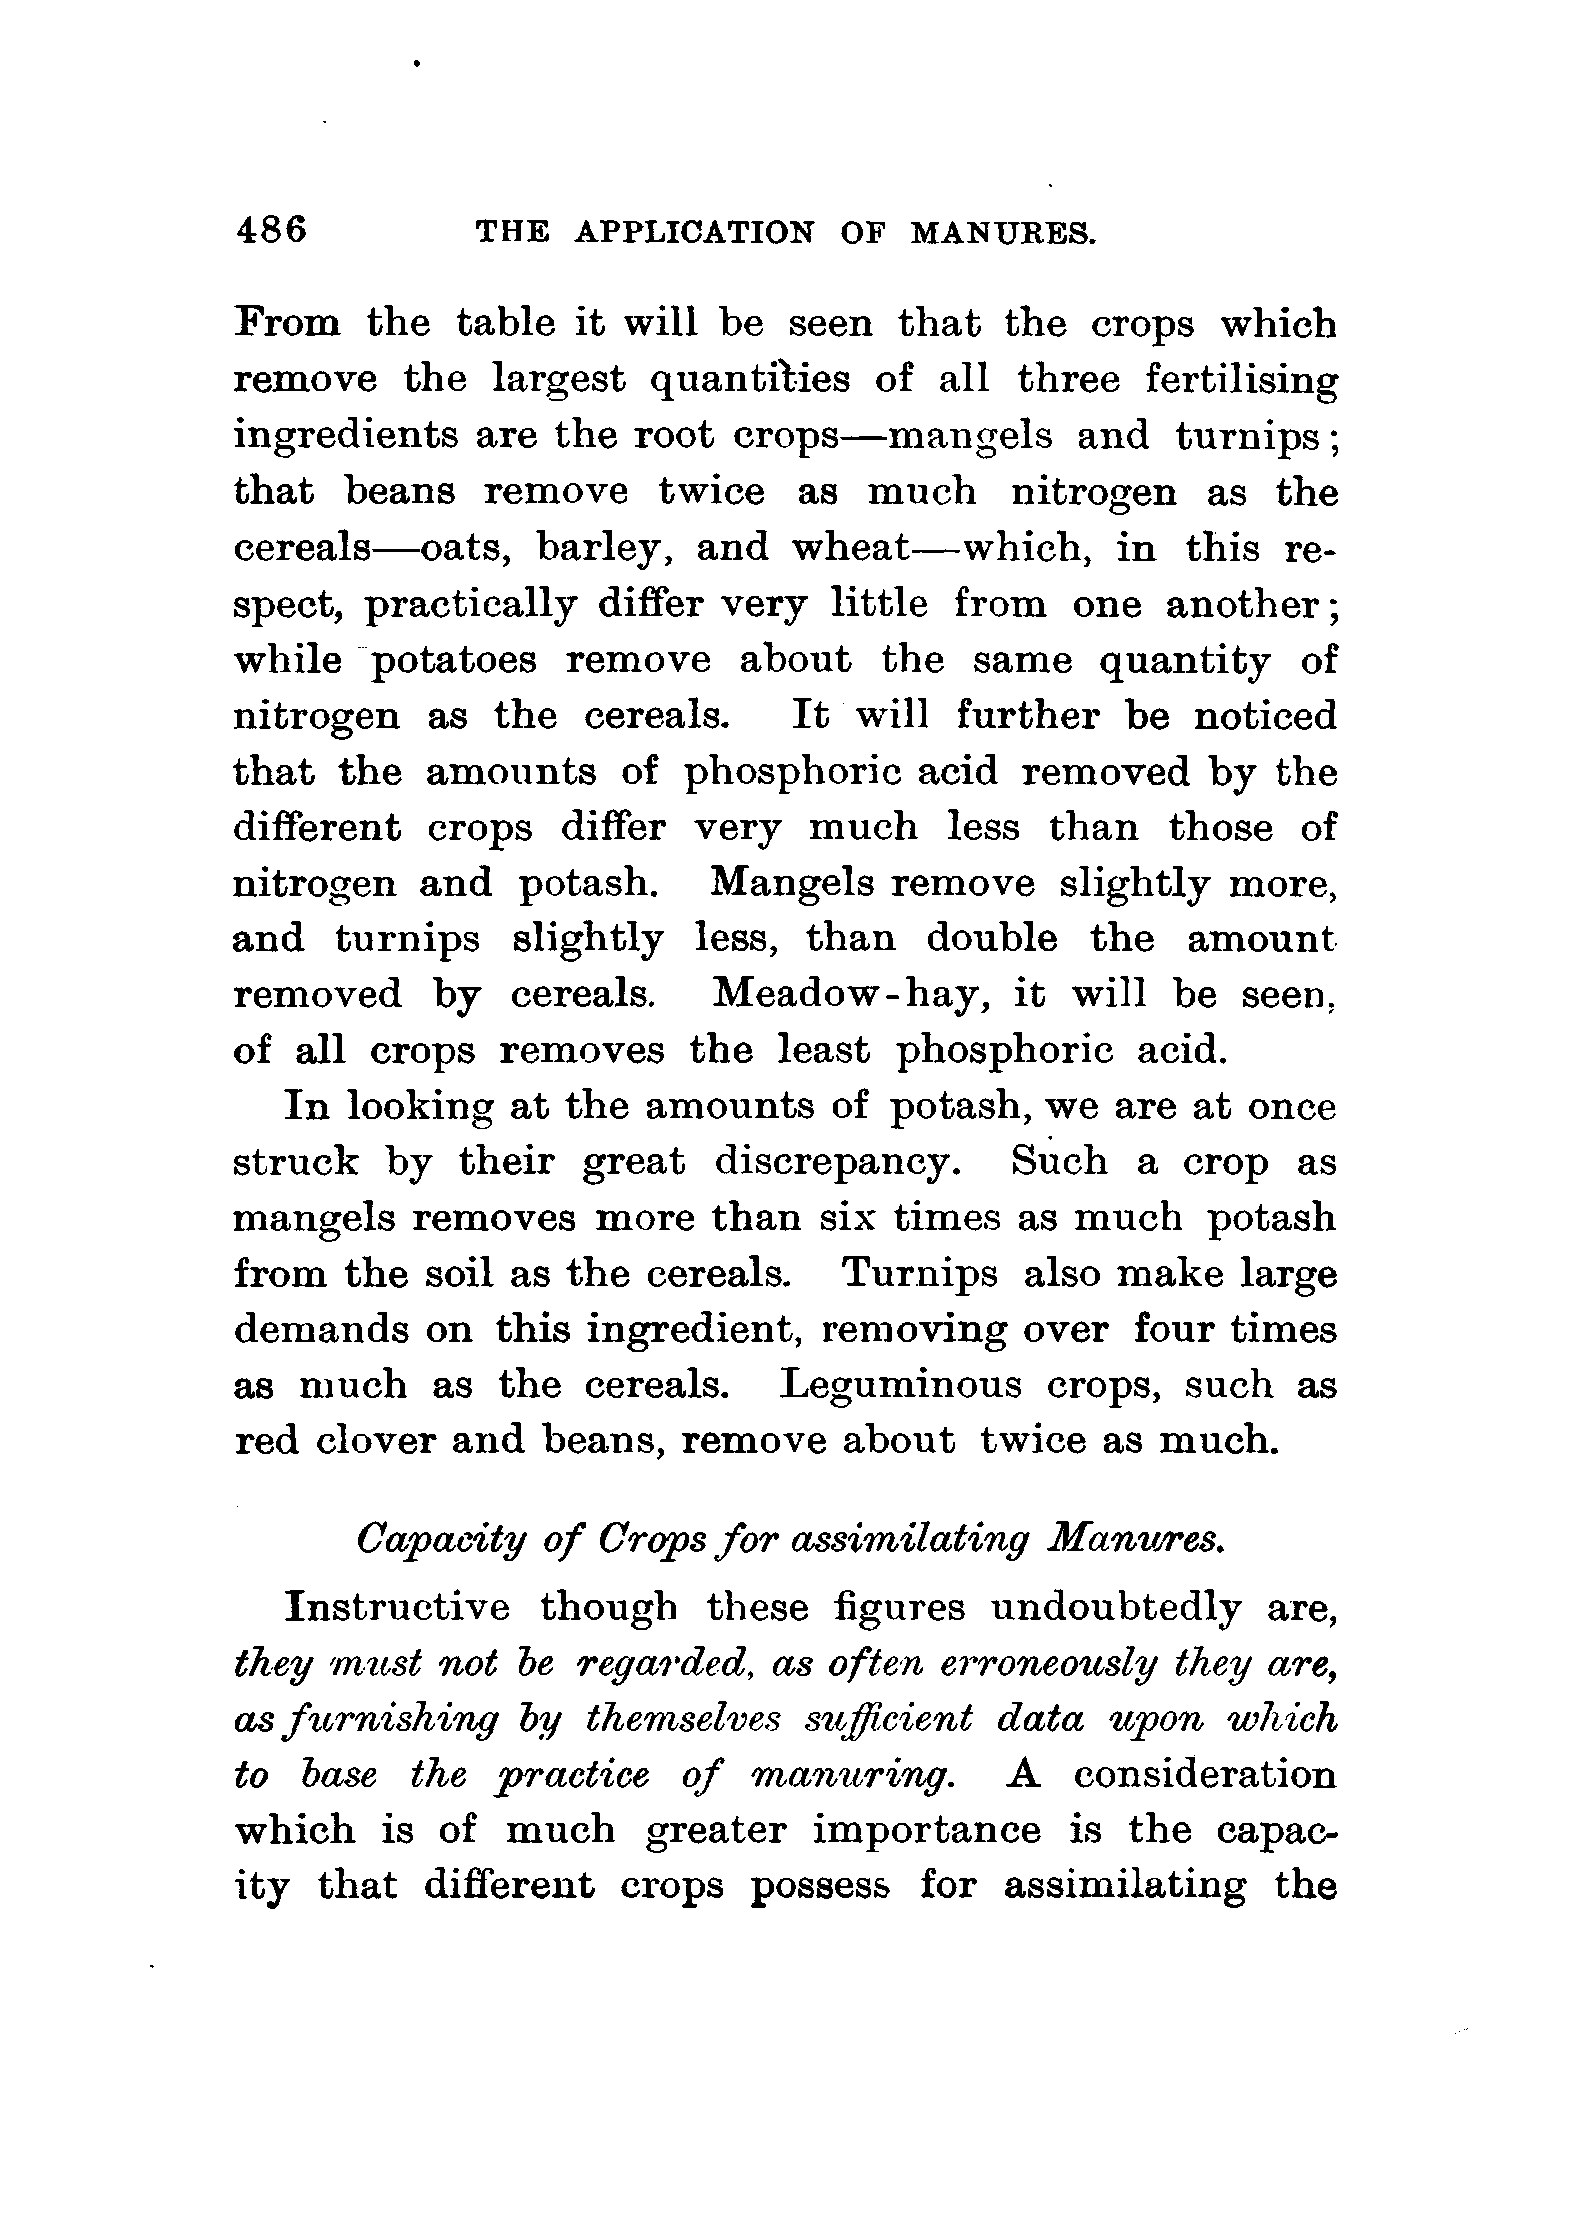 486 THE APPLICATION OF MANURES.
From the table it will be seen that the crops which
remove the largest quantities of all three fertilising
ingredients are the root crops—mangels and turnips;
that beans remove twice as much nitrogen as the
cereals—oats, barley, and wheat—which, in this re-
spect, practically differ very little from one another;
while potatoes remove about the same quantity of
nitrogen as the cereals. It will further be noticed
that the amounts of phosphoric acid removed by the
different crops differ very much less than those of
nitrogen and potash. Mangels remove slightly more,
and turnips slightly less, than double the amount
removed by cereals. Meadow-hay, it will be seen,
of all crops removes the least phosphoric acid.
In looking at the amounts of potash, we are at once
struck by their great discrepancy. Such a crop as
mangels removes more than six times as much potash
from the soil as the cereals. Turnips also make large
demands on this ingredient, removing over four times
as much as the cereals. Leguminous crops, such as
red clover and beans, remove about twice as much.
Capacity of Crops for assimilating Manures.
Instructive though these figures undoubtedly are,
they must not be regarded, as often erroneously they are,
as furnishing by themselves sufficient data upon which
to base the practice of manuring. A consideration
which is of much greater importance is the capac-
ity that different crops possess for assimilating the